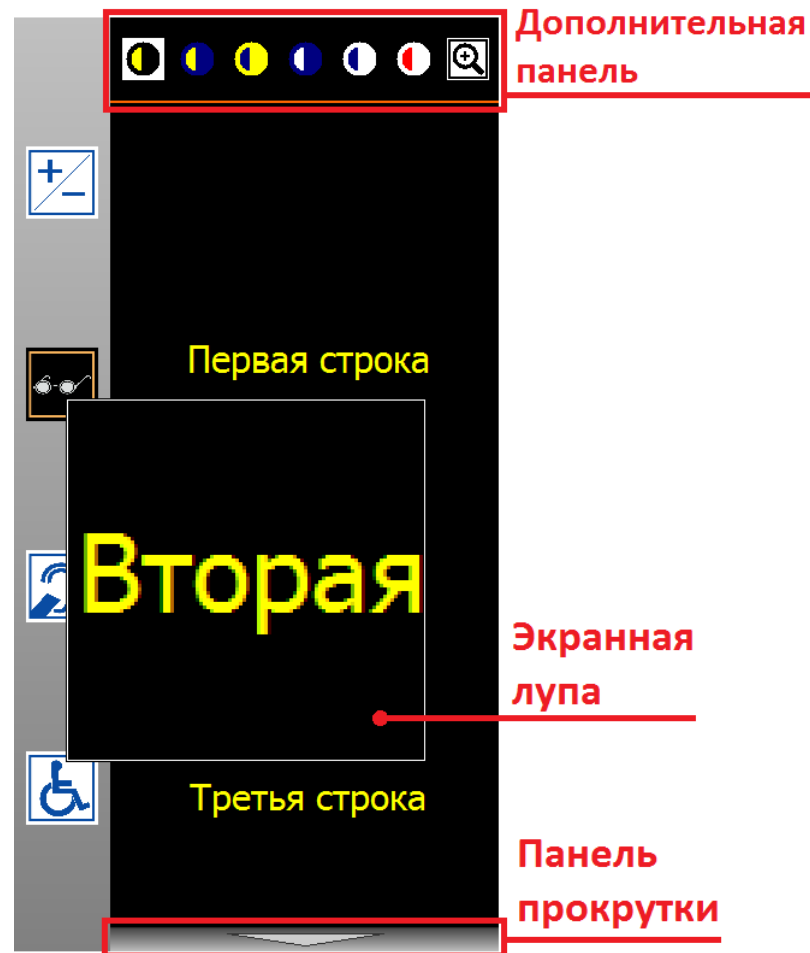 Дополнительная
панель
Первая строка
Вторая
Экранная
лупа
Третья строка
Панель
прокрутки